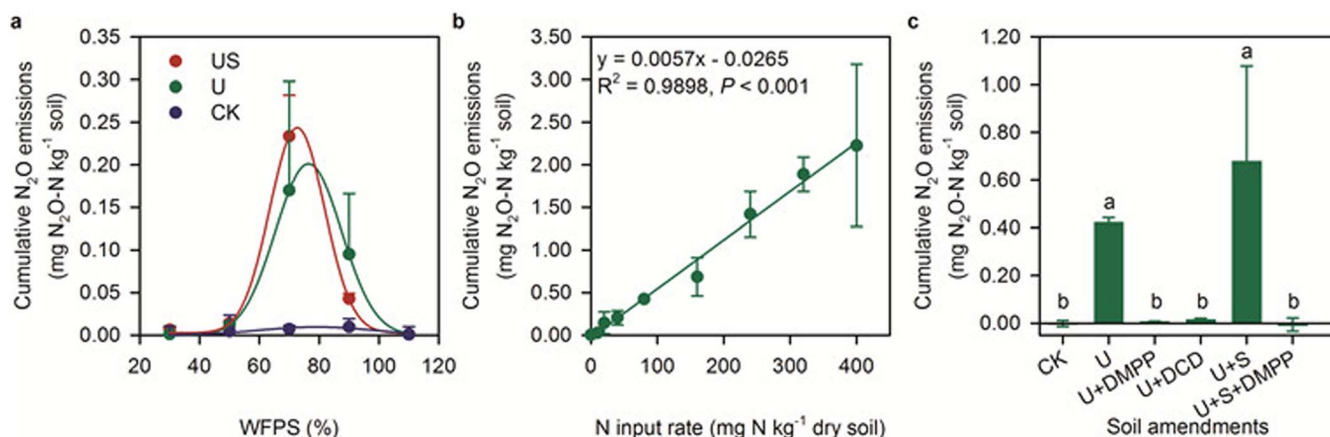 a
Cumulative N₂O emissions
(mg N₂O-N kg⁻¹ soil)
0.35
0.30
0.25
0.20
0.15
0.10
0.05
0.00
US
U
CK
20 40 60 80 100 120
WFPS (%)
b
Cumulative N₂O emissions
(mg N₂O-N kg⁻¹ soil)
3.50
3.00
2.50
2.00
1.50
1.00
0.50
0.00
y = 0.0057x - 0.0265
R² = 0.9898, P < 0.001
0 100 200 300 400
N input rate (mg N kg⁻¹ dry soil)
c
Cumulative N₂O emissions
(mg N₂O-N kg⁻¹ soil)
1.20
1.00
0.80
0.60
0.40
0.20
0.00
b a b b a b
CK
U
U+DMPP
U+DCD
U+S
U+S+DMPP
Soil amendments